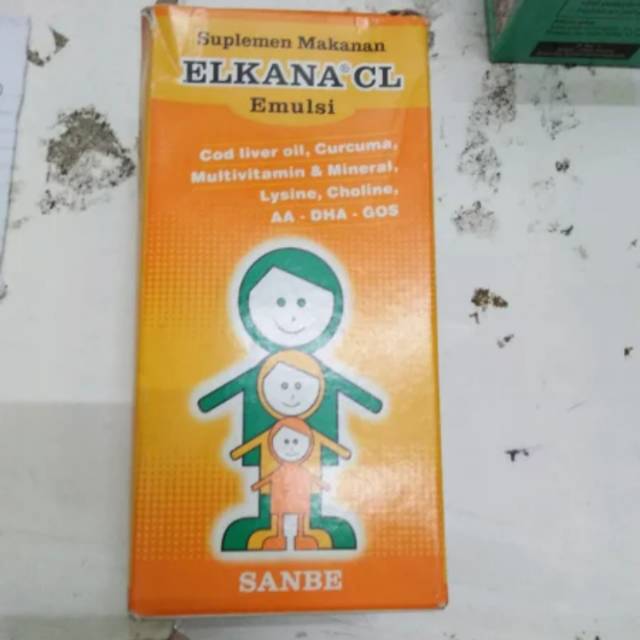 Suplemen Makanan
ELKANA® CL
Emulsi
Cod liver oil, Curcuma,
Multivitamin & Mineral,
Lysine, Choline,
AA - DHA - GOS
SANBE